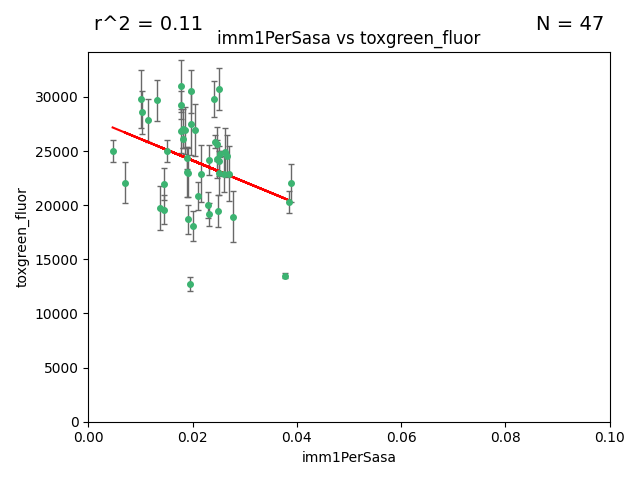 r^2 = 0.11
N = 47
imm1PerSasa vs toxgreen_fluor
toxgreen_fluor
30000
25000
20000
15000
10000
5000
0
0.00
0.02
0.04
0.06
0.08
0.10
imm1PerSasa